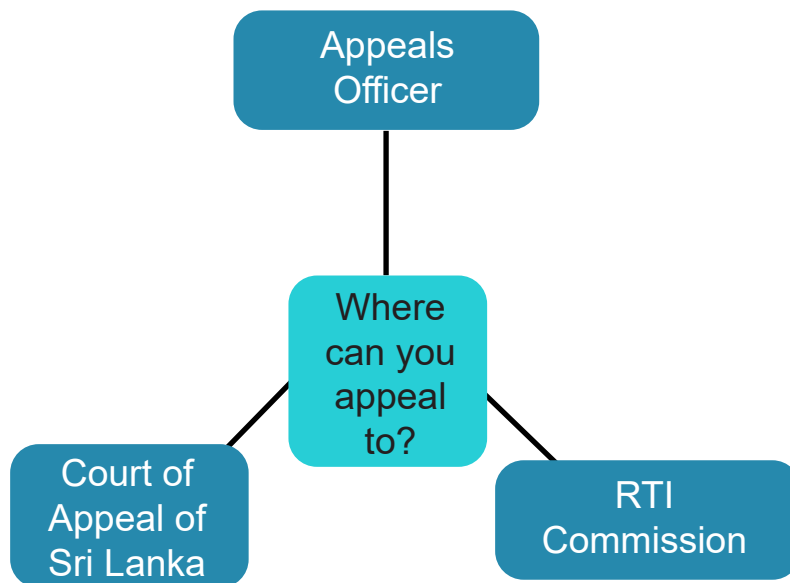 Appeals
Officer
Where
can you
appeal
to?
Court of
Appeal of
Sri Lanka
RTI
Commission